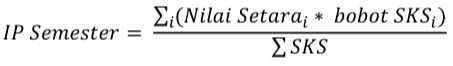 IP Semester = ∑ᵢ(Nilai Setaraᵢ * bobot SKSᵢ) / ∑ SKS